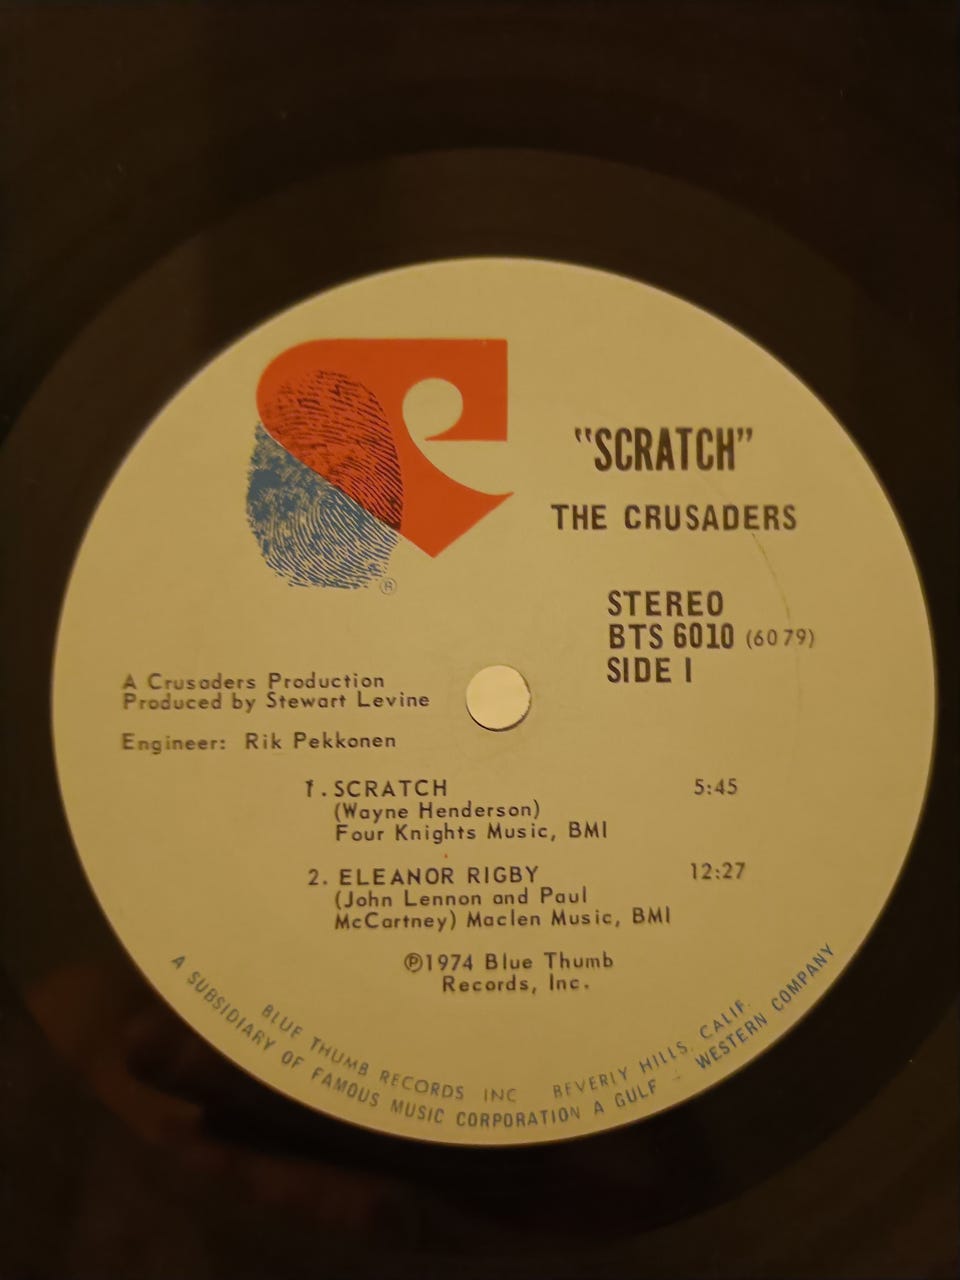 "SCRATCH"
THE CRUSADERS
STEREO
BTS 6010 (6079)
SIDE 1
A Crusaders Production
Produced by Stewart Levine
Engineer: Rik Pekkonen
1. SCRATCH 5:45
(Wayne Henderson)
Four Knights Music, BMI
2. ELEANOR RIGBY 12:27
(John Lennon and Paul
McCartney) Maclen Music, BMI
℗1974 Blue Thumb
Records, Inc.
BLUE THUMB RECORDS INC BEVERLY HILLS, CALIF.
A SUBSIDIARY OF FAMOUS MUSIC CORPORATION A GULF - WESTERN COMPANY
®